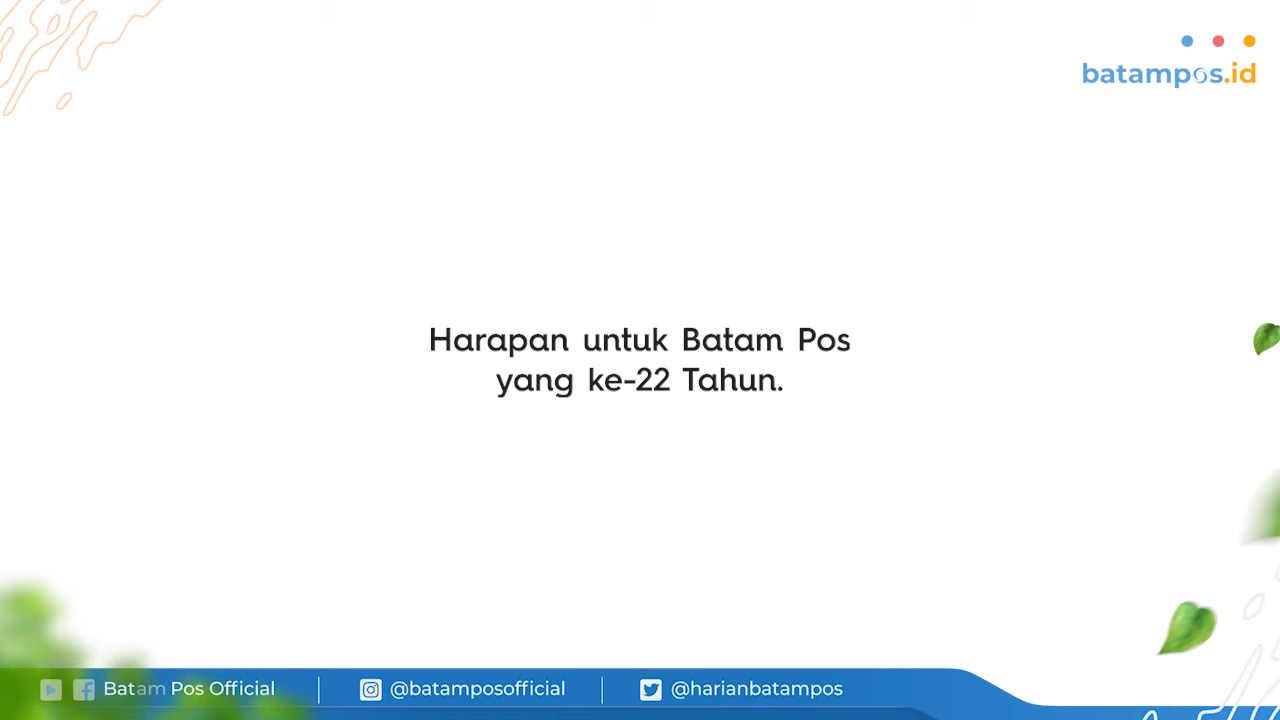 batampos.id
Harapan untuk Batam Pos
yang ke-22 Tahun.
Batam Pos Official
@batamposofficial
@harianbatampos